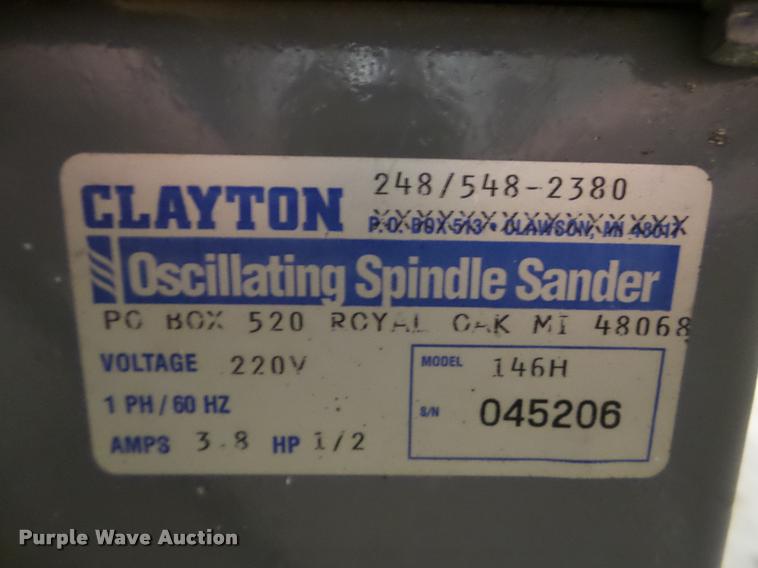 248/548-2380
CLAYTON
P.O. BOX 513 • CLAWSON, MI 48017
Oscillating Spindle Sander
PO BOX 520 ROYAL OAK MI 48068
VOLTAGE 220V
MODEL 146H
1 PH / 60 HZ
S/N 045206
AMPS 3.8 HP 1/2
Purple Wave Auction